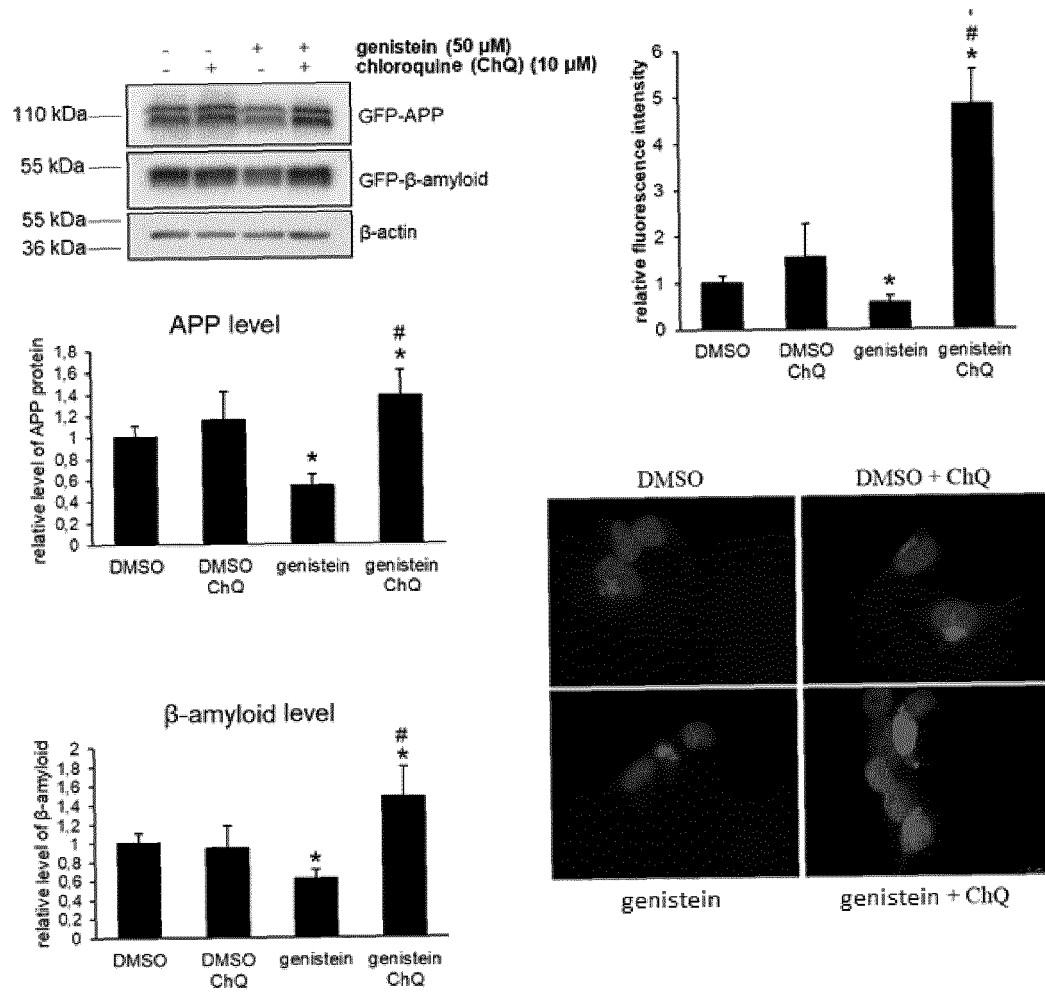 - - + + genistein (50 µM)
- + - + chloroquine (ChQ) (10 µM)
110 kDa
GFP-APP
55 kDa
GFP-β-amyloid
55 kDa
36 kDa
β-actin
APP level
relative level of APP protein
1,8
1,6
1,4
1,2
1
0,8
0,6
0,4
0,2
0
#
*
*
DMSO
DMSO
ChQ
genistein
genistein
ChQ
β-amyloid level
relative level of β-amyloid
2
1,8
1,6
1,4
1,2
1
0,8
0,6
0,4
0,2
0
#
*
*
DMSO
DMSO
ChQ
genistein
genistein
ChQ
relative fluorescence intensity
6
5
4
3
2
1
0
#
*
*
DMSO
DMSO
ChQ
genistein
genistein
ChQ
DMSO
DMSO + ChQ
genistein
genistein + ChQ